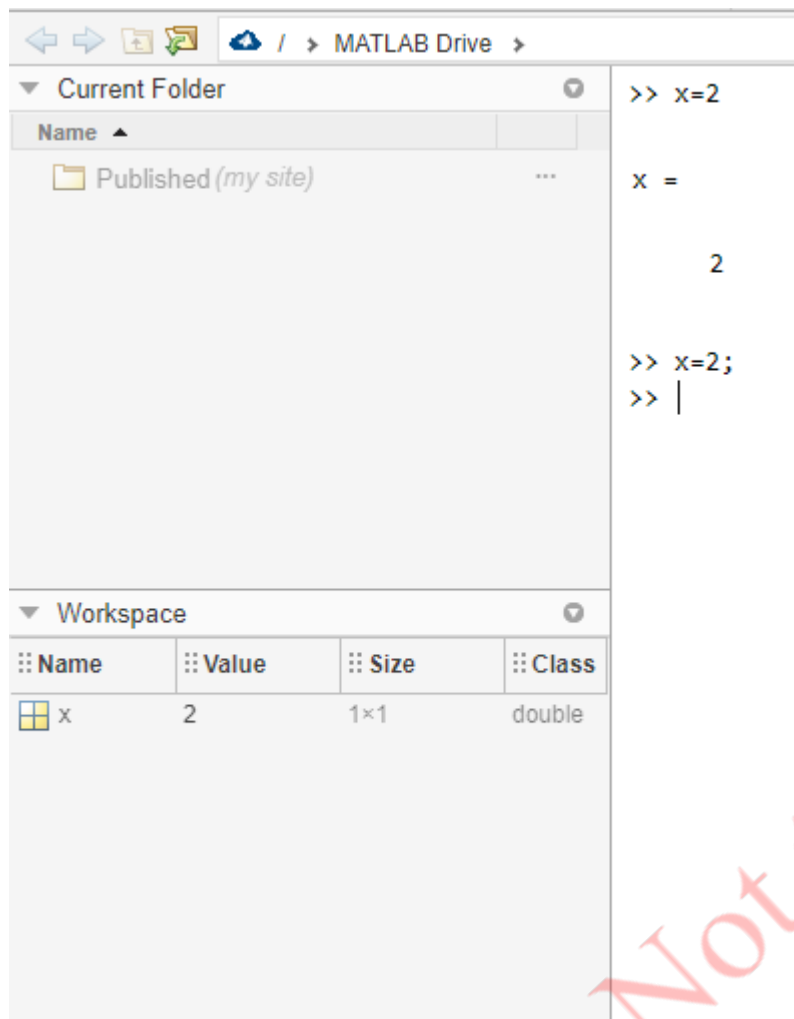 / > MATLAB Drive >
Current Folder
Name
Published (my site) ...
>> x=2
x =
2
>> x=2;
>>
Workspace
Name Value Size Class
x 2 1×1 double
Not